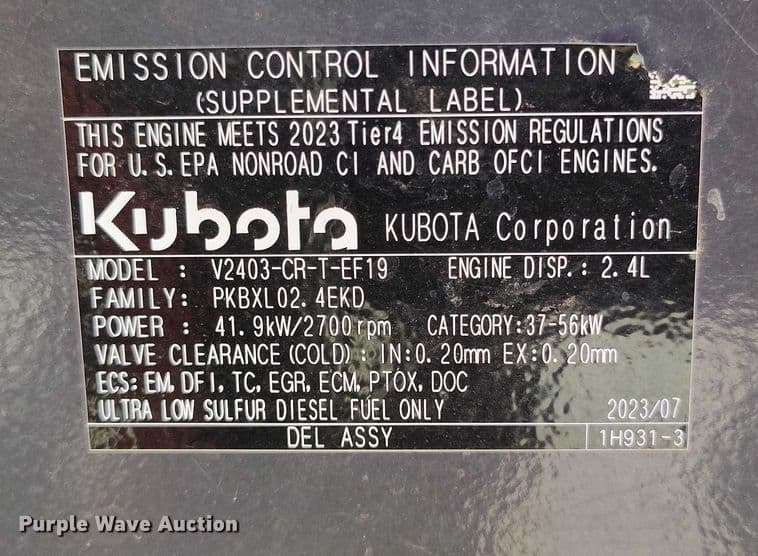 EMISSION CONTROL INFORMATION
(SUPPLEMENTAL LABEL)
THIS ENGINE MEETS 2023 Tier4 EMISSION REGULATIONS
FOR U.S.EPA NONROAD CI AND CARB OFCI ENGINES.
Kubota KUBOTA Corporation
MODEL : V2403-CR-T-EF19 ENGINE DISP.: 2.4L
FAMILY: PKBXL02.4EKD
POWER : 41.9kW/2700rpm CATEGORY:37-56kW
VALVE CLEARANCE(COLD): IN:0.20mm EX:0.20mm
ECS: EM, DFI, TC, EGR, ECM, PTOX, DOC
ULTRA LOW SULFUR DIESEL FUEL ONLY 2023/07
DEL ASSY 1H931-3
Purple Wave Auction